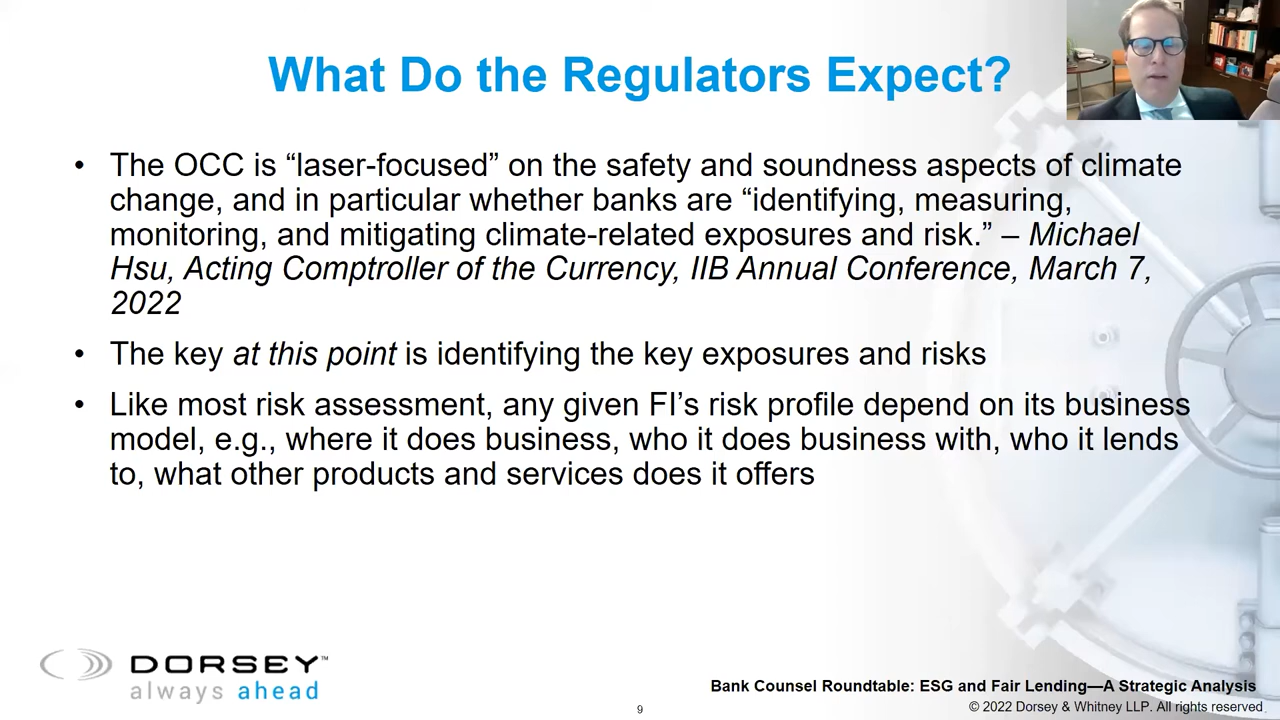 What Do the Regulators Expect?
• The OCC is “laser-focused” on the safety and soundness aspects of climate
change, and in particular whether banks are “identifying, measuring,
monitoring, and mitigating climate-related exposures and risk.” – Michael
Hsu, Acting Comptroller of the Currency, IIB Annual Conference, March 7,
2022
• The key at this point is identifying the key exposures and risks
• Like most risk assessment, any given FI’s risk profile depend on its business
model, e.g., where it does business, who it does business with, who it lends
to, what other products and services does it offers
DORSEY™
always ahead
Bank Counsel Roundtable: ESG and Fair Lending—A Strategic Analysis
9
© 2022 Dorsey & Whitney LLP. All rights reserved.